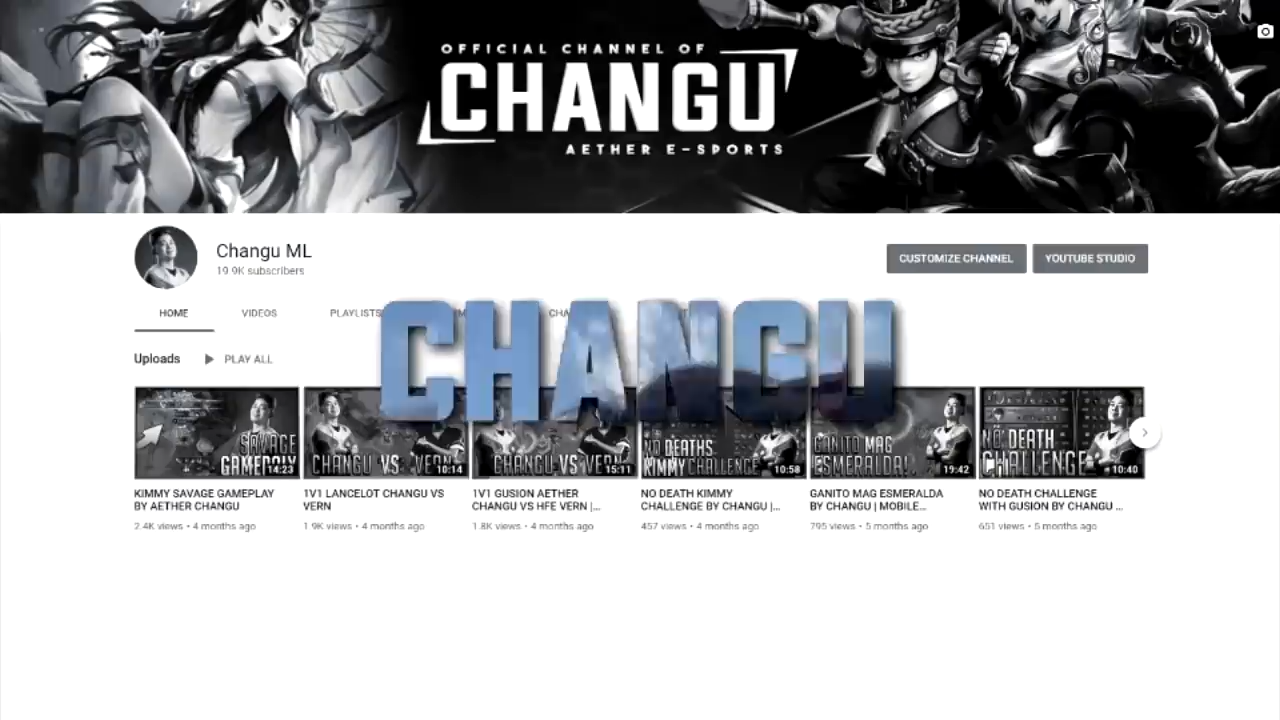 OFFICIAL CHANNEL OF
CHANGU
AETHER E-SPORTS
Changu ML
19.9K subscribers
CUSTOMIZE CHANNEL
YOUTUBE STUDIO
HOME
VIDEOS
PLAYLISTS
CHANGU
Uploads
PLAY ALL
SAVAGE
GAMEPLAY
14:23
CHANGU VS VERN
10:14
CHANGU VS VERN
15:11
NO DEATHS
KIMMY CHALLENGE
10:58
GANITO MAG
ESMERALDA!
19:42
NO DEATH
CHALLENGE
10:40
KIMMY SAVAGE GAMEPLAY
BY AETHER CHANGU
2.4K views • 4 months ago
1V1 LANCELOT CHANGU VS
VERN
1.9K views • 4 months ago
1V1 GUSION AETHER
CHANGU VS HFE VERN |...
1.8K views • 4 months ago
NO DEATH KIMMY
CHALLENGE BY CHANGU |...
457 views • 4 months ago
GANITO MAG ESMERALDA
BY CHANGU | MOBILE...
795 views • 5 months ago
NO DEATH CHALLENGE
WITH GUSION BY CHANGU ...
651 views • 5 months ago